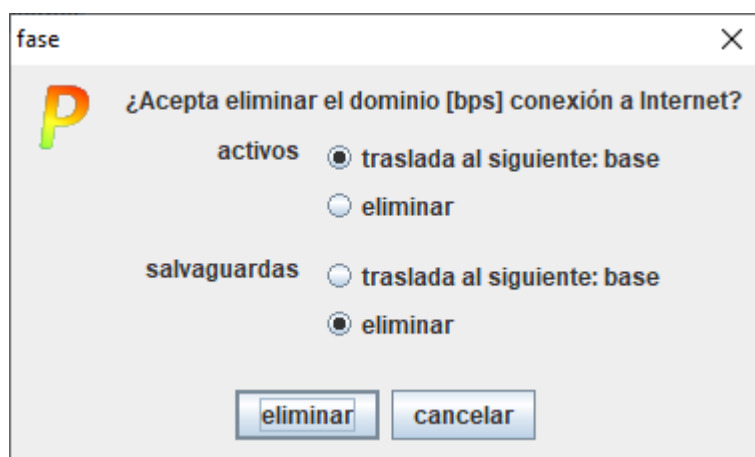 fase
¿Acepta eliminar el dominio [bps] conexión a Internet?
activos
traslada al siguiente: base
eliminar
salvaguardas
traslada al siguiente: base
eliminar
eliminar
cancelar